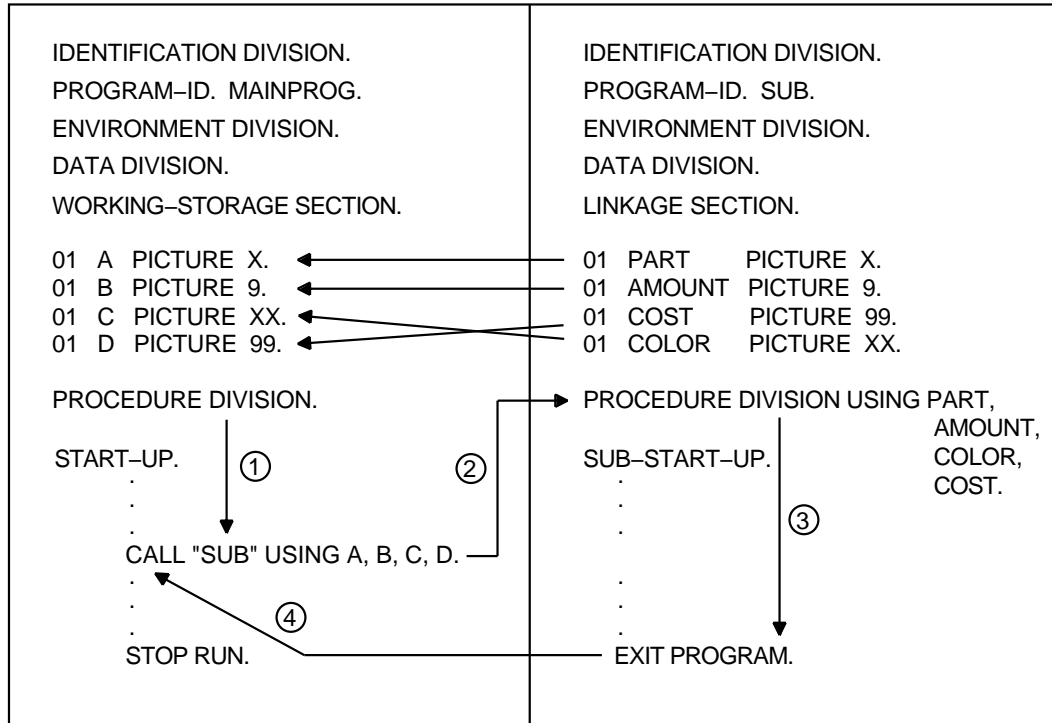 IDENTIFICATION DIVISION.
PROGRAM–ID. MAINPROG.
ENVIRONMENT DIVISION.
DATA DIVISION.
WORKING–STORAGE SECTION.
01 A PICTURE X.
01 B PICTURE 9.
01 C PICTURE XX.
01 D PICTURE 99.
PROCEDURE DIVISION.
START–UP.
1
2
.
.
.
CALL "SUB" USING A, B, C, D.
.
.
.
4
STOP RUN.
IDENTIFICATION DIVISION.
PROGRAM–ID. SUB.
ENVIRONMENT DIVISION.
DATA DIVISION.
LINKAGE SECTION.
01 PART PICTURE X.
01 AMOUNT PICTURE 9.
01 COST PICTURE 99.
01 COLOR PICTURE XX.
PROCEDURE DIVISION USING PART,
AMOUNT,
COLOR,
COST.
SUB–START–UP.
.
.
.
3
.
.
.
EXIT PROGRAM.